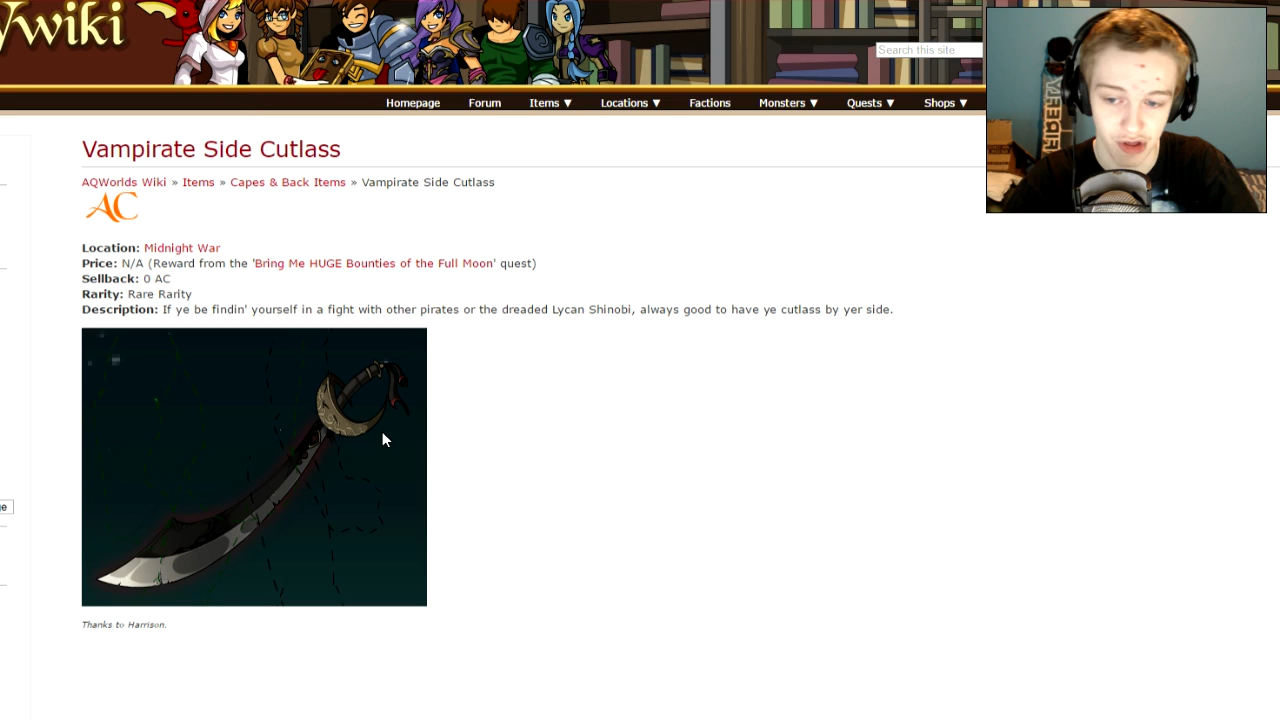 ywiki
Search this site
Homepage Forum Items ▼ Locations ▼ Factions Monsters ▼ Quests ▼ Shops ▼
Vampirate Side Cutlass
AQWorlds Wiki » Items » Capes & Back Items » Vampirate Side Cutlass
AC
Location: Midnight War
Price: N/A (Reward from the 'Bring Me HUGE Bounties of the Full Moon' quest)
Sellback: 0 AC
Rarity: Rare Rarity
Description: If ye be findin' yourself in a fight with other pirates or the dreaded Lycan Shinobi, always good to have ye cutlass by yer side.
ge
Thanks to Harrison.